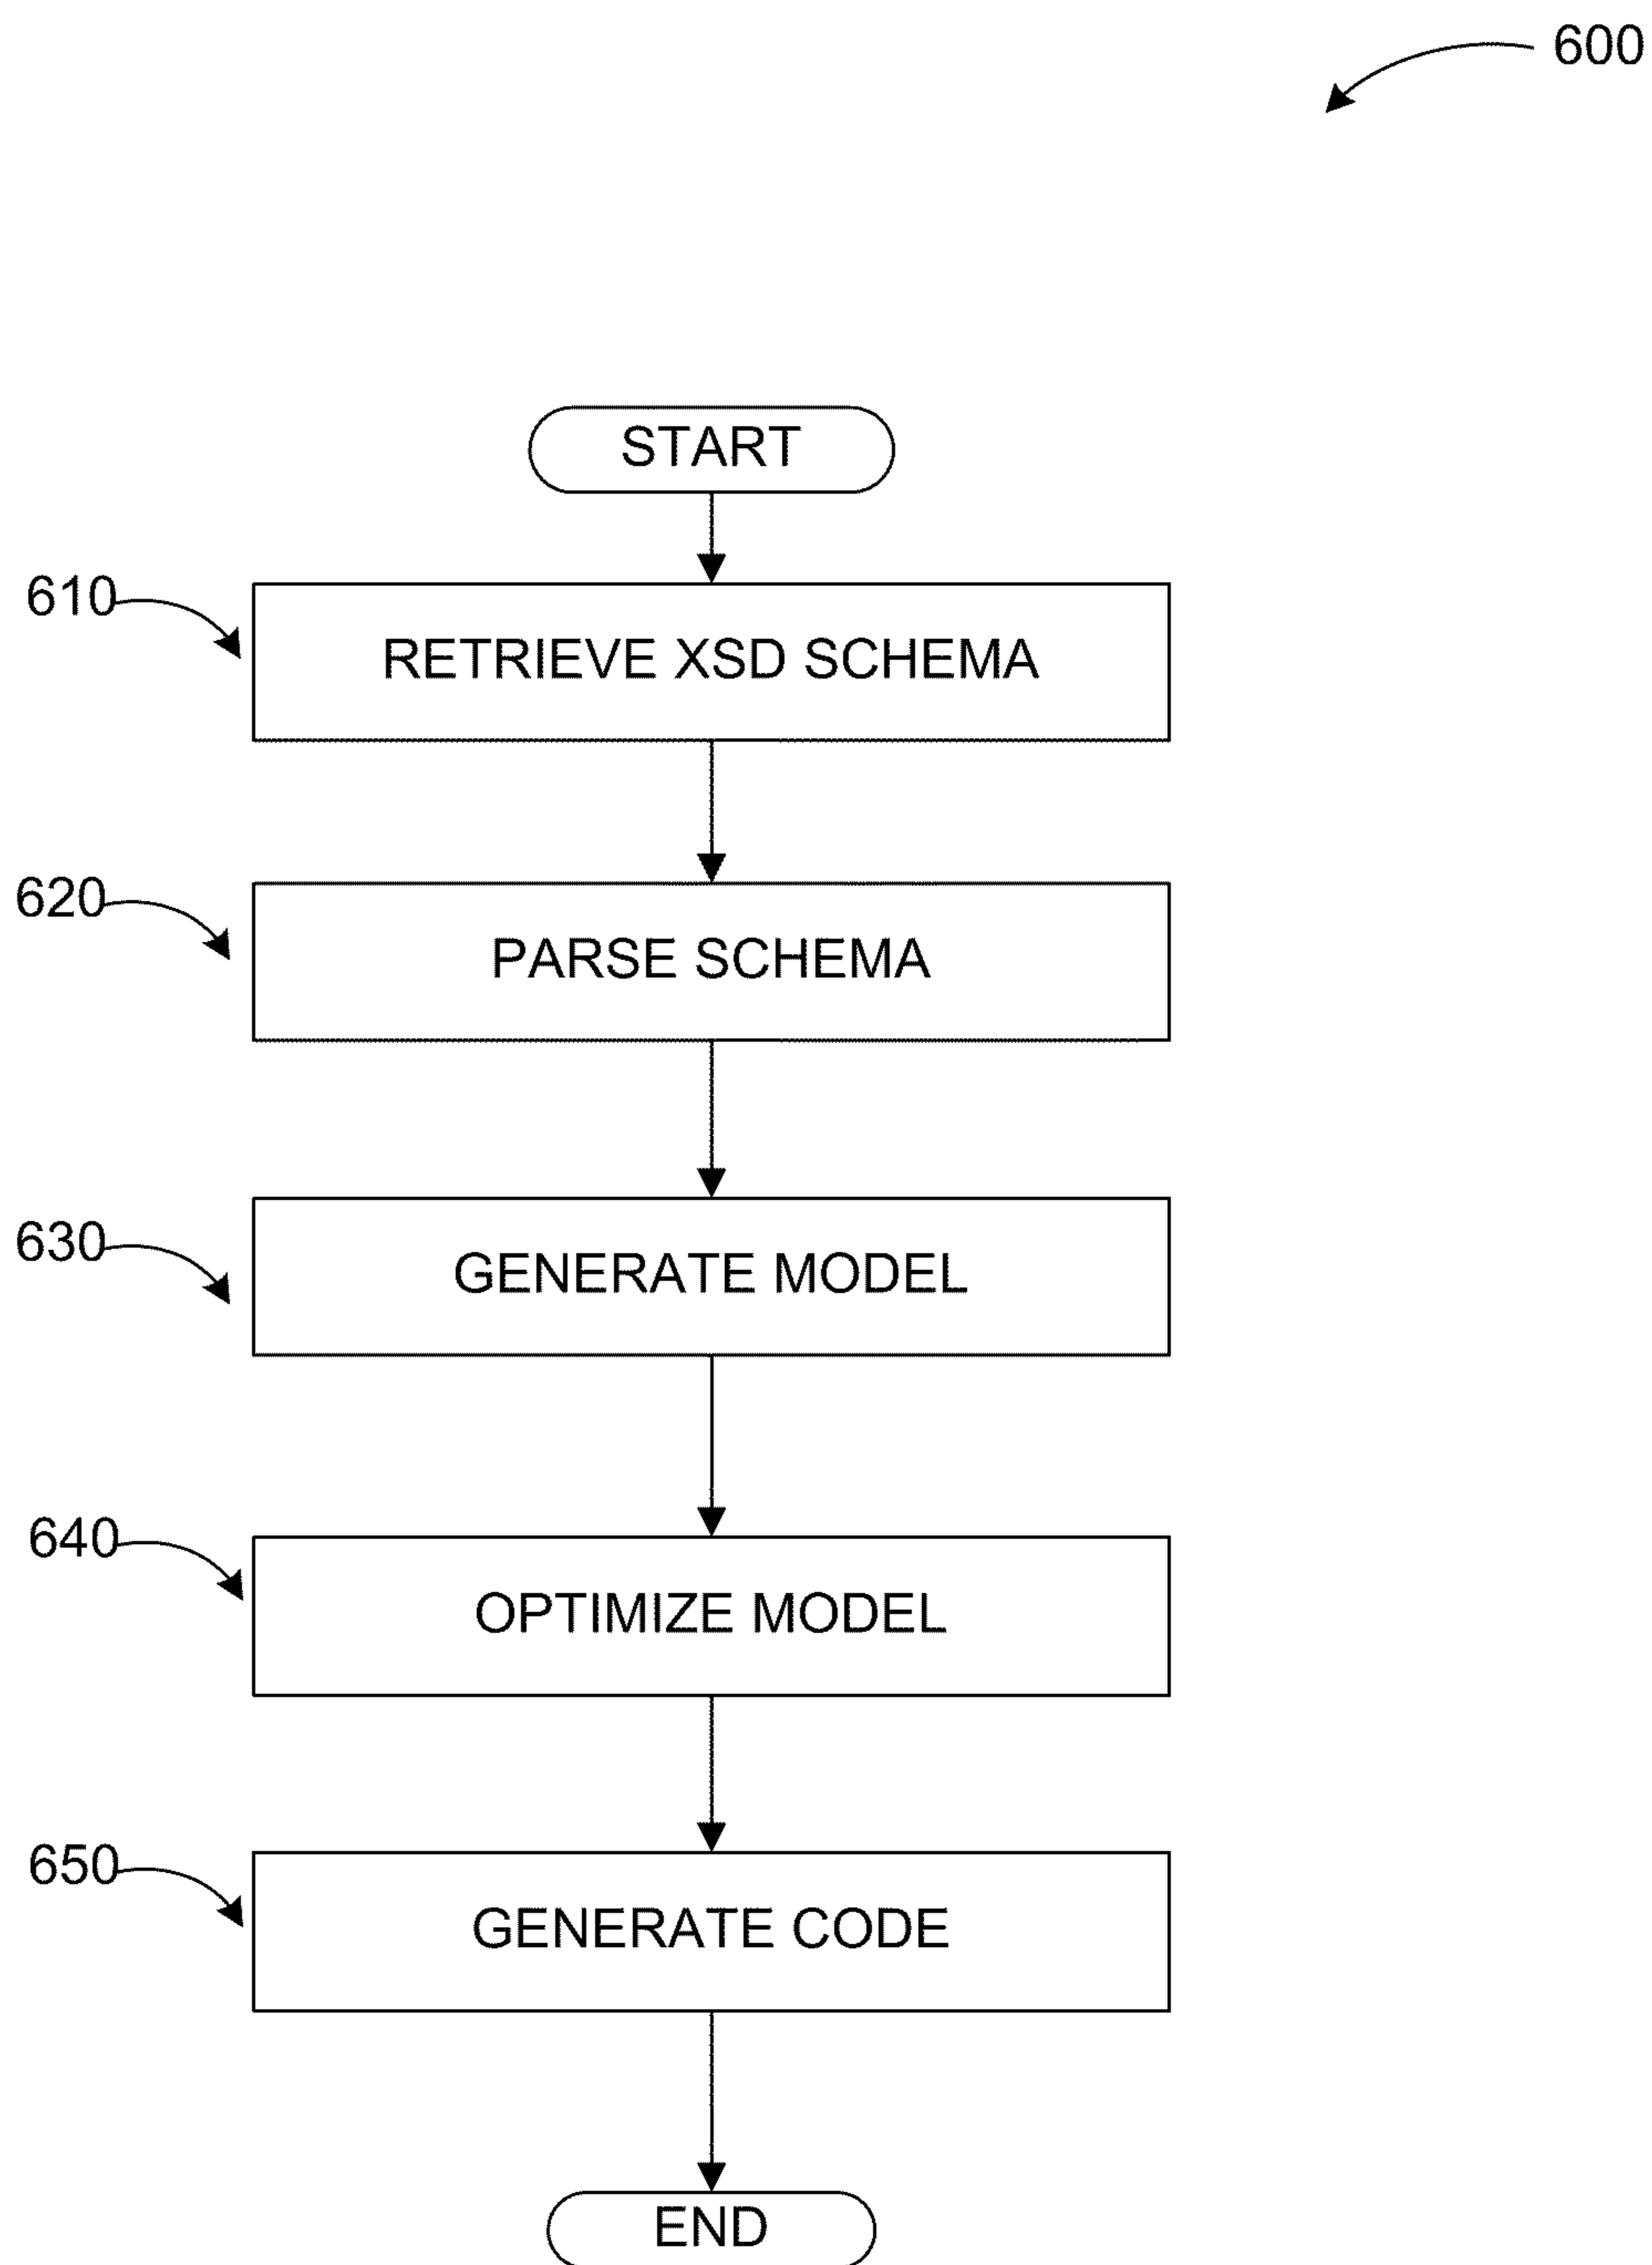 600
START
610
RETRIEVE XSD SCHEMA
620
PARSE SCHEMA
630
GENERATE MODEL
640
OPTIMIZE MODEL
650
GENERATE CODE
END